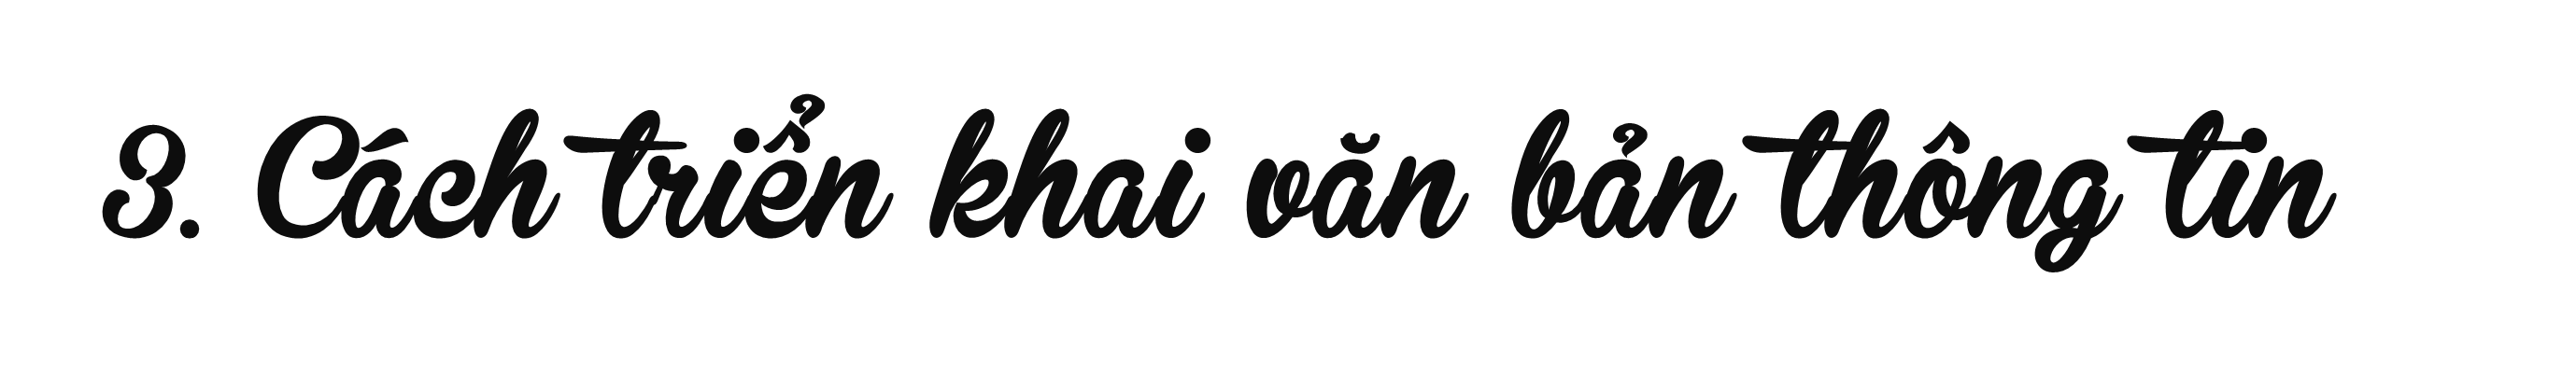 3. Cách triển khai văn bản thông tin